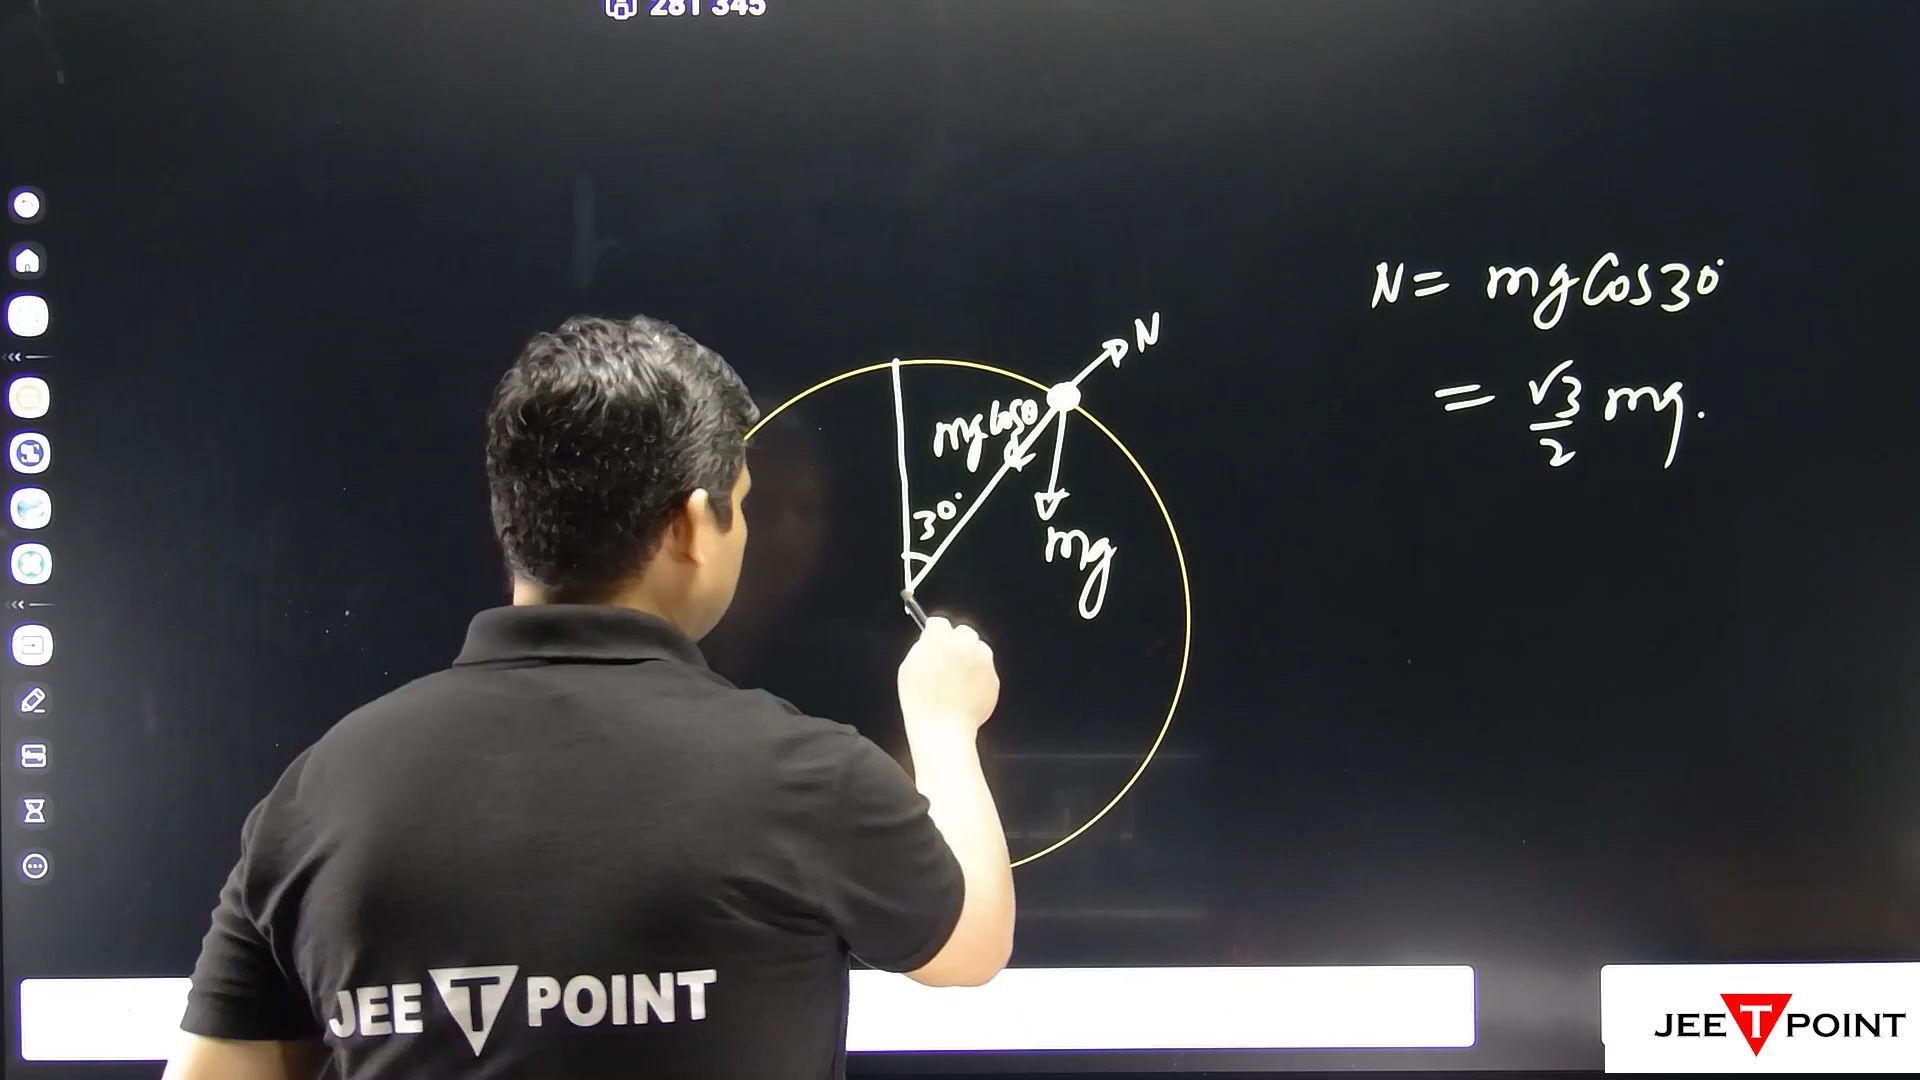 281 345
N = mg Cos 30°
= √3/2 mg.
N
mg cosθ
30°
mg
JEE T POINT
JEE T POINT